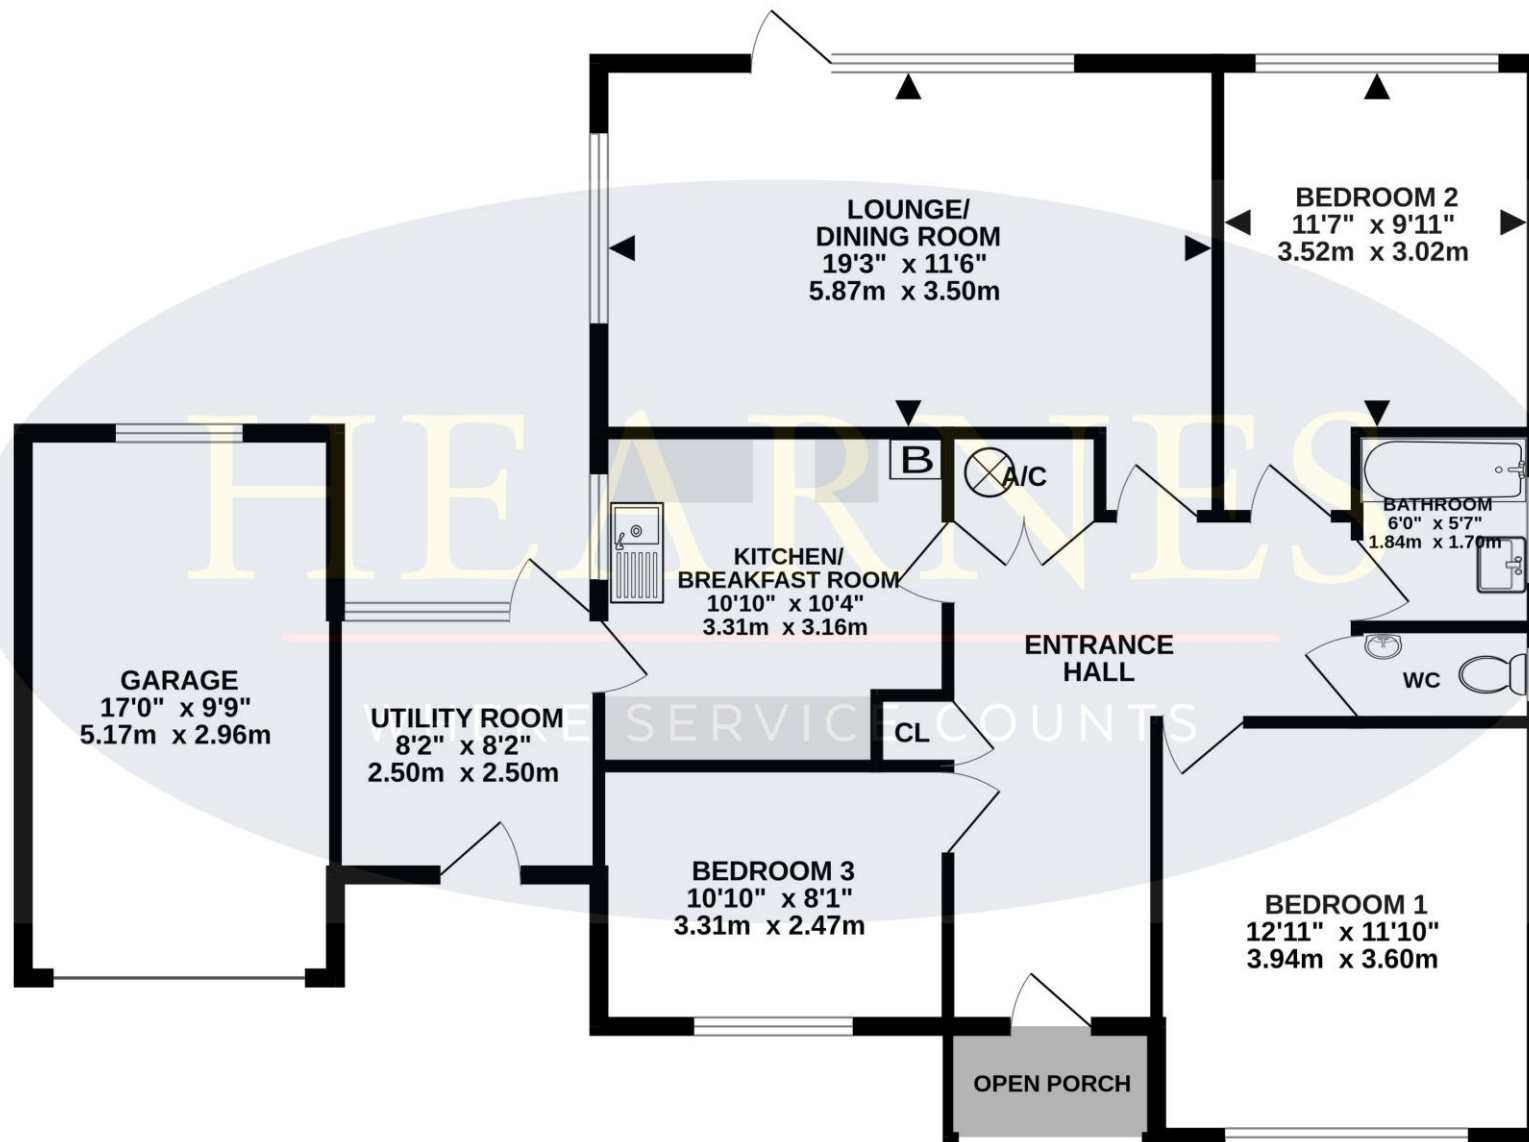 LOUNGE/
DINING ROOM
19'3" x 11'6"
5.87m x 3.50m
BEDROOM 2
11'7" x 9'11"
3.52m x 3.02m
HEARNES
B
A/C
BATHROOM
6'0" x 5'7"
1.84m x 1.70m
KITCHEN/
BREAKFAST ROOM
10'10" x 10'4"
3.31m x 3.16m
ENTRANCE
HALL
WC
GARAGE
17'0" x 9'9"
5.17m x 2.96m
UTILITY ROOM
8'2" x 8'2"
2.50m x 2.50m
WHERE SERVICE COUNTS
CL
BEDROOM 3
10'10" x 8'1"
3.31m x 2.47m
BEDROOM 1
12'11" x 11'10"
3.94m x 3.60m
OPEN PORCH